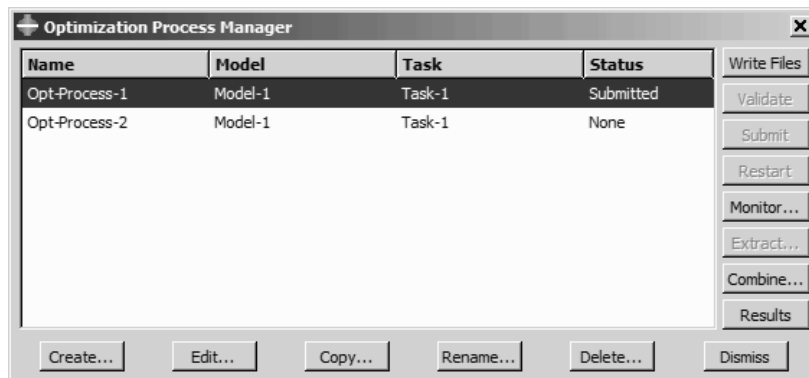 Optimization Process Manager
Name Model Task Status
Opt-Process-1 Model-1 Task-1 Submitted
Opt-Process-2 Model-1 Task-1 None
Write Files
Validate
Submit
Restart
Monitor...
Extract...
Combine...
Results
Create... Edit... Copy... Rename... Delete... Dismiss